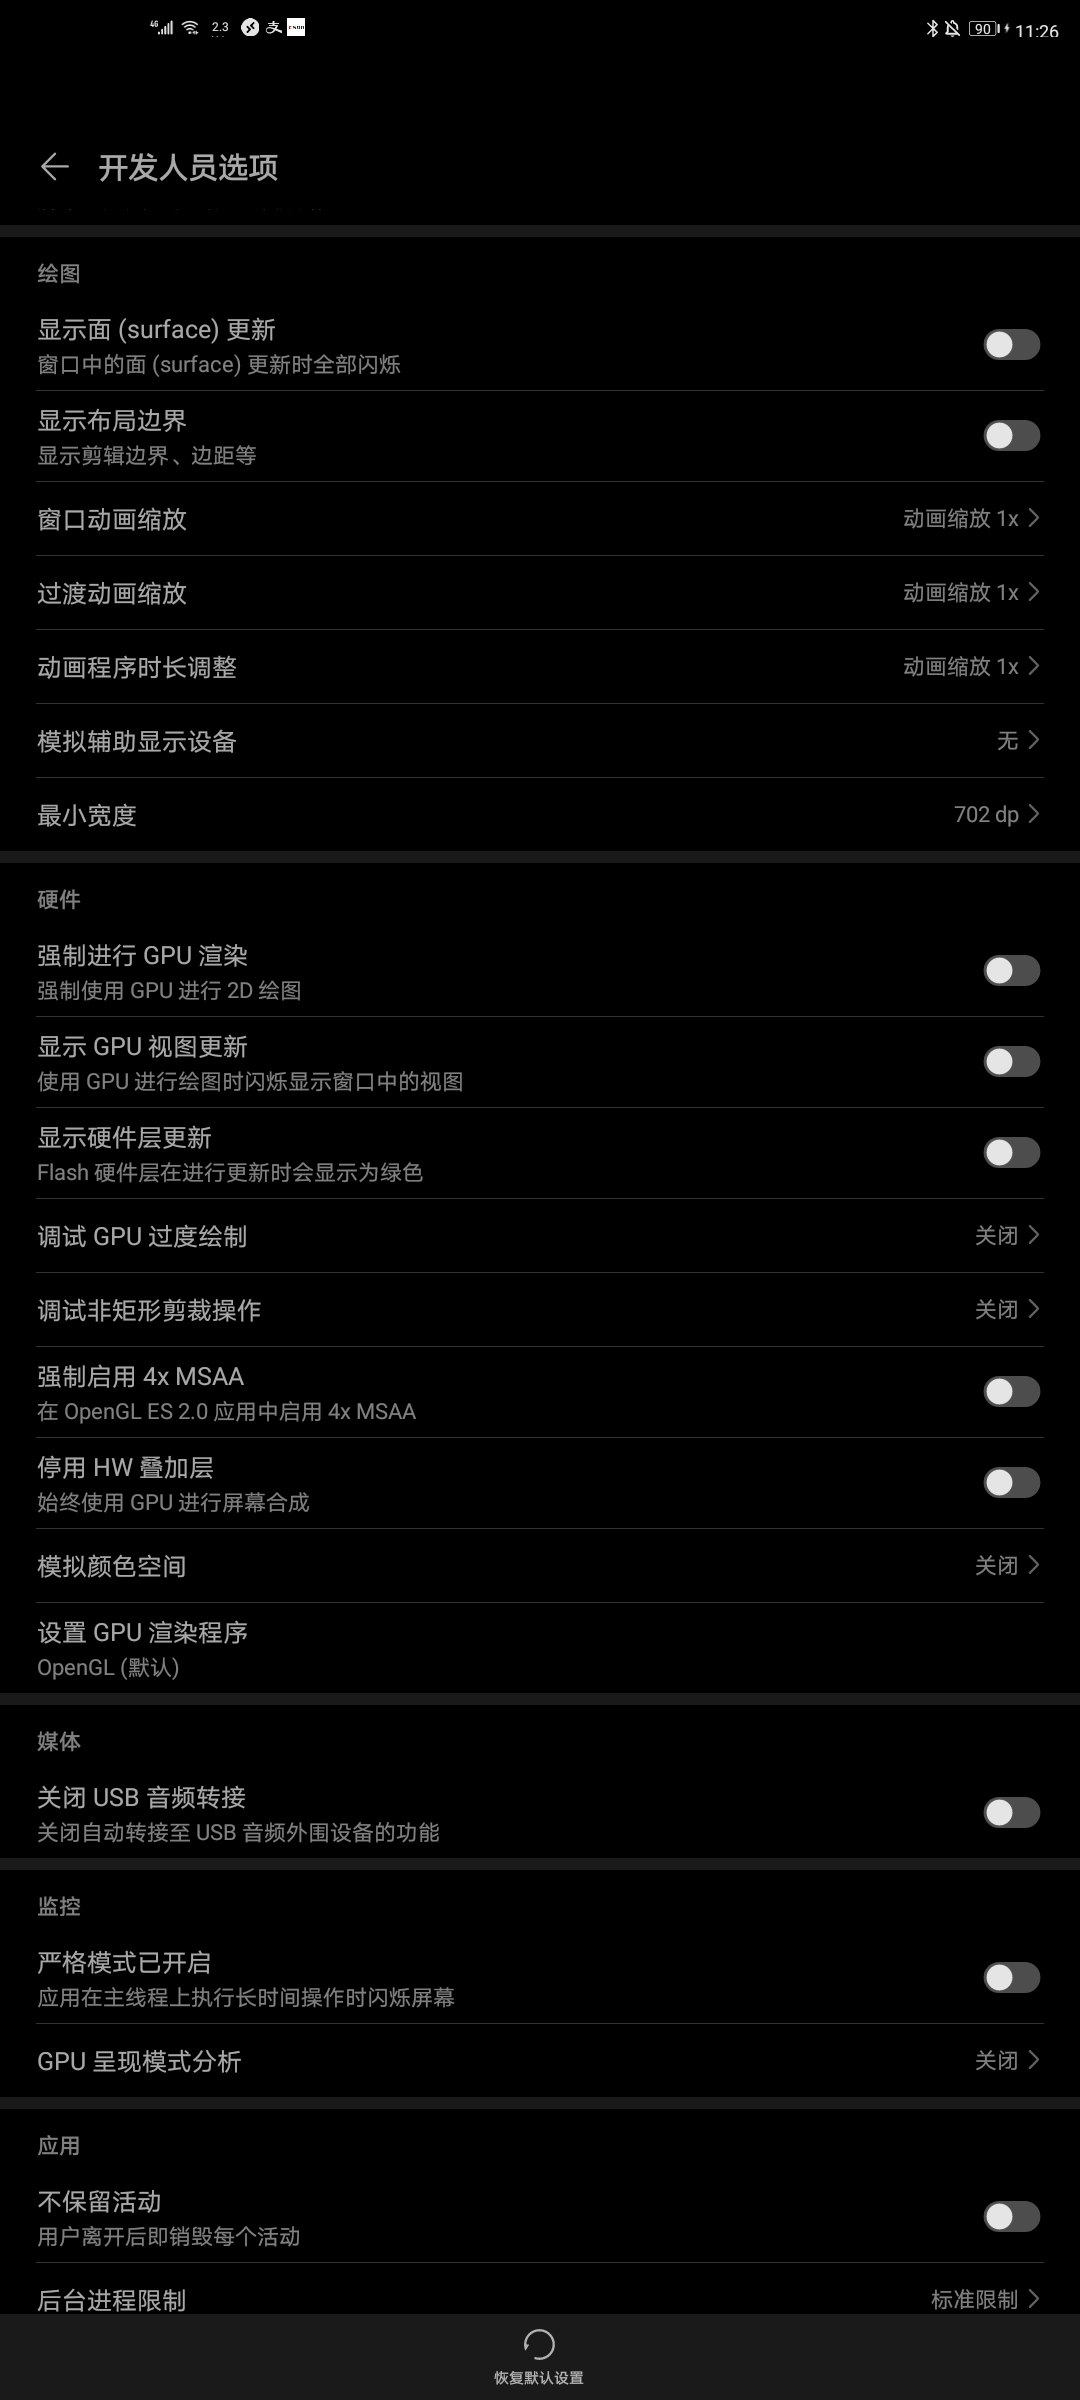 4G 2.3 支 90 11:26
开发人员选项
绘图
显示面 (surface) 更新
窗口中的面 (surface) 更新时全部闪烁
显示布局边界
显示剪辑边界、边距等
窗口动画缩放 动画缩放 1x
过渡动画缩放 动画缩放 1x
动画程序时长调整 动画缩放 1x
模拟辅助显示设备 无
最小宽度 702 dp
硬件
强制进行 GPU 渲染
强制使用 GPU 进行 2D 绘图
显示 GPU 视图更新
使用 GPU 进行绘图时闪烁显示窗口中的视图
显示硬件层更新
Flash 硬件层在进行更新时会显示为绿色
调试 GPU 过度绘制 关闭
调试非矩形剪裁操作 关闭
强制启用 4x MSAA
在 OpenGL ES 2.0 应用中启用 4x MSAA
停用 HW 叠加层
始终使用 GPU 进行屏幕合成
模拟颜色空间 关闭
设置 GPU 渲染程序
OpenGL (默认)
媒体
关闭 USB 音频转接
关闭自动转接至 USB 音频外围设备的功能
监控
严格模式已开启
应用在主线程上执行长时间操作时闪烁屏幕
GPU 呈现模式分析 关闭
应用
不保留活动
用户离开后即销毁每个活动
后台进程限制 标准限制
恢复默认设置